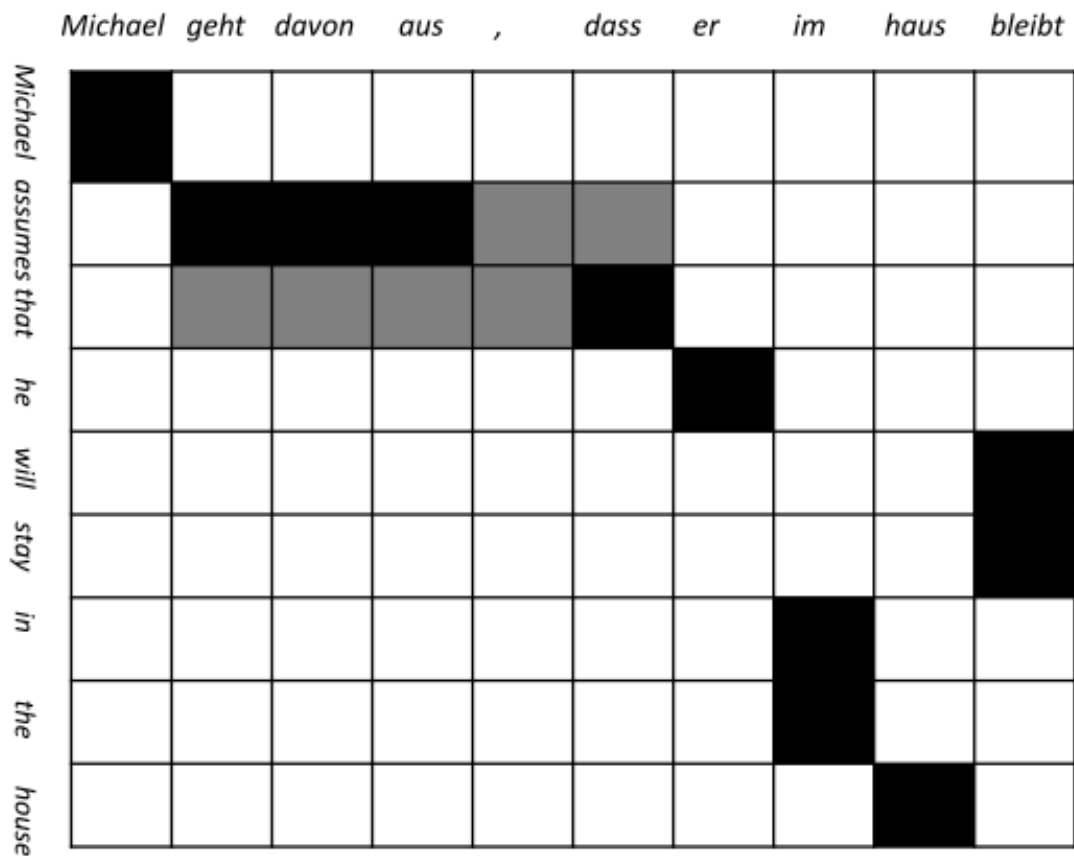 Michael geht davon aus , dass er im haus bleibt
Michael
assumes
that
he
will
stay
in
the
house